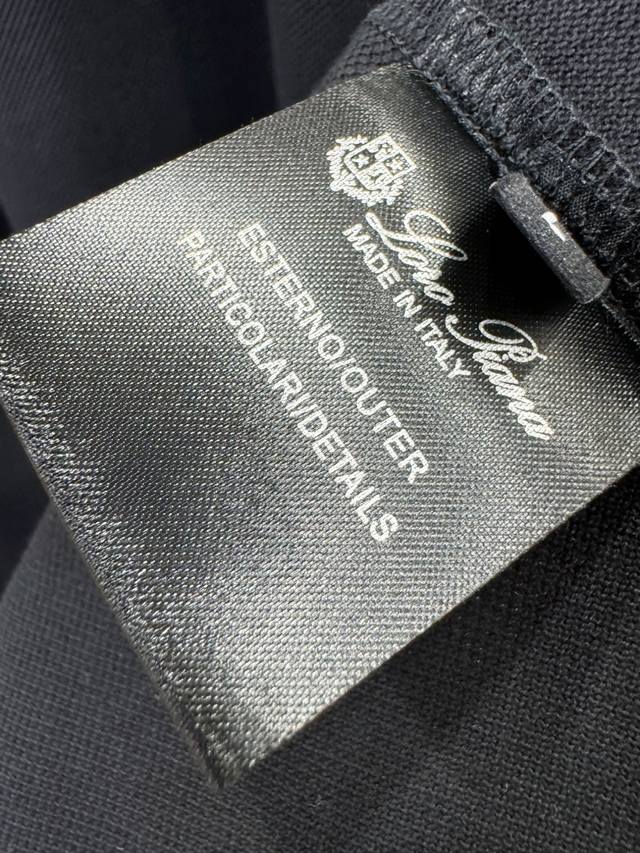 Loro Piana
MADE IN ITALY
ESTERNO/OUTER
PARTICOLARI/DETAILS
L